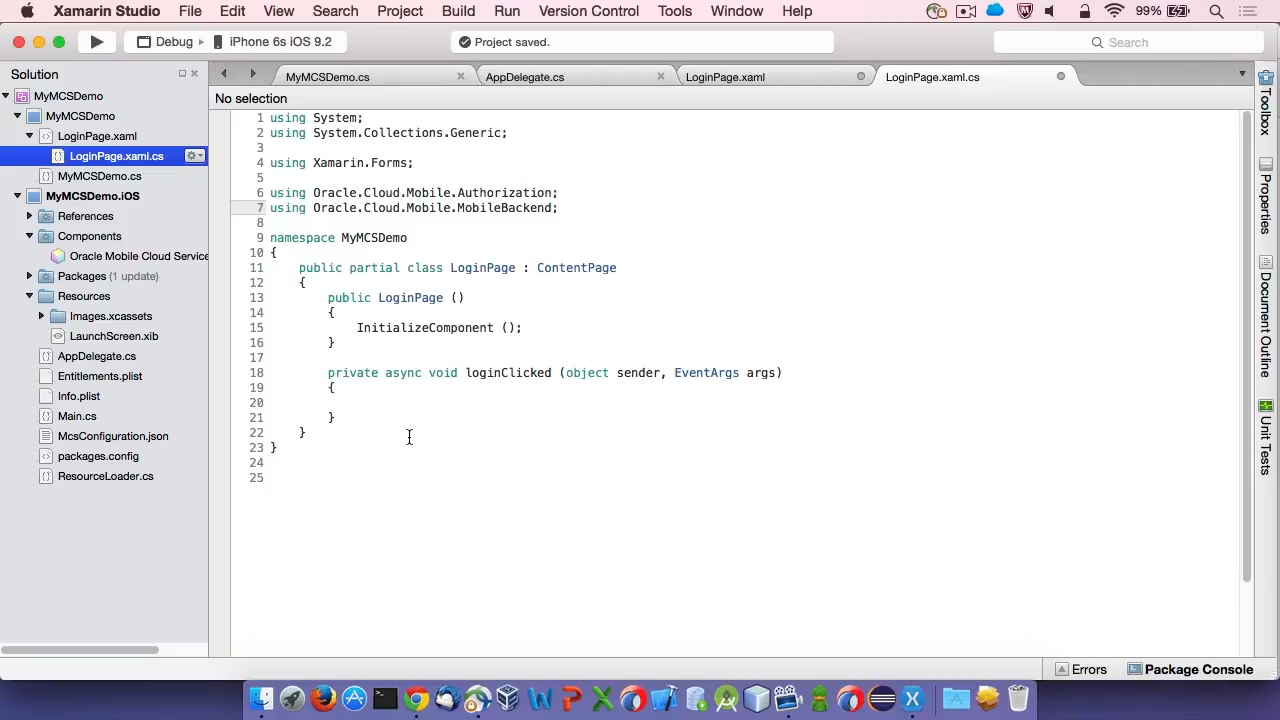 Xamarin Studio File Edit View Search Project Build Run Version Control Tools Window Help 99%
Debug iPhone 6s iOS 9.2 Project saved. Search
Solution
MyMCSDemo.cs AppDelegate.cs LoginPage.xaml LoginPage.xaml.cs
No selection
MyMCSDemo
MyMCSDemo
LoginPage.xaml
LoginPage.xaml.cs
MyMCSDemo.cs
MyMCSDemo.iOS
References
Components
Oracle Mobile Cloud Service
Packages (1 update)
Resources
Images.xcassets
LaunchScreen.xib
AppDelegate.cs
Entitlements.plist
Info.plist
Main.cs
McsConfiguration.json
packages.config
ResourceLoader.cs
1 using System;
2 using System.Collections.Generic;
3
4 using Xamarin.Forms;
5
6 using Oracle.Cloud.Mobile.Authorization;
7 using Oracle.Cloud.Mobile.MobileBackend;
8
9 namespace MyMCSDemo
10 {
11 public partial class LoginPage : ContentPage
12 {
13 public LoginPage ()
14 {
15 InitializeComponent ();
16 }
17
18 private async void loginClicked (object sender, EventArgs args)
19 {
20
21 }
22 }
23 }
24
25
Toolbox
Properties
Document Outline
Unit Tests
Errors Package Console